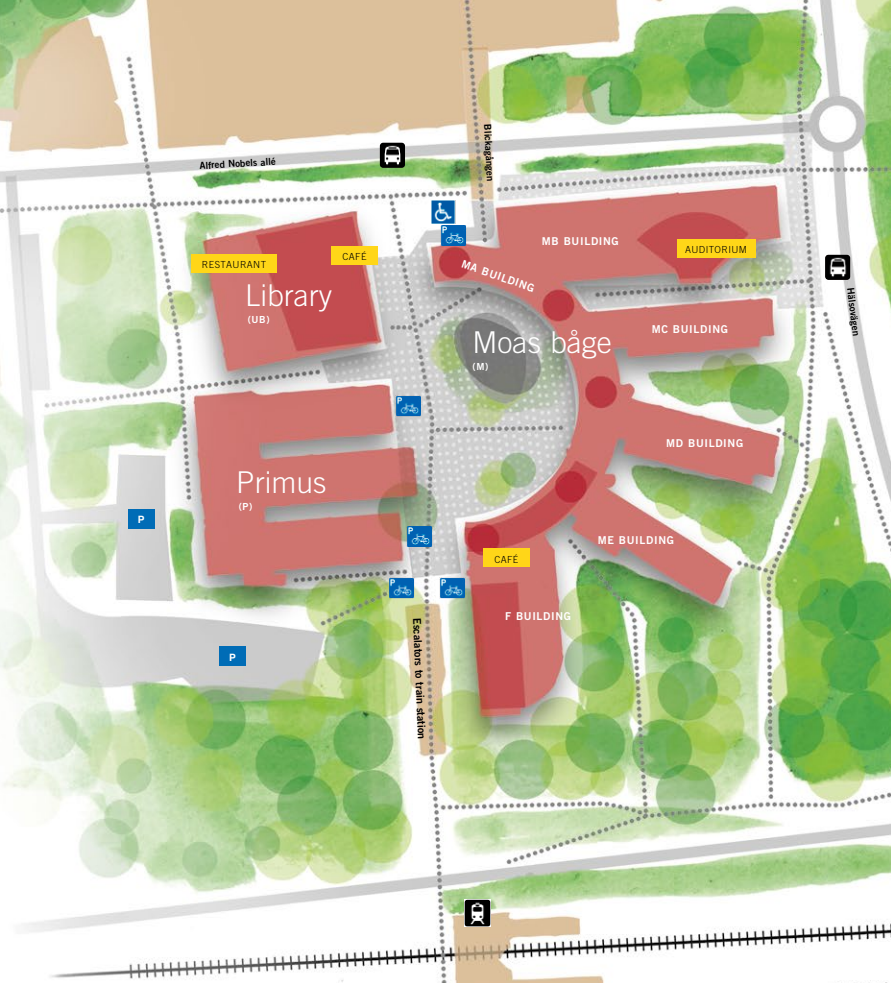 Alfred Nobels allé
Blickagången
P
MB BUILDING
AUDITORIUM
RESTAURANT
CAFÉ
MA BUILDING
Library
(UB)
Hälsovägen
MC BUILDING
Moas båge
(M)
P
MD BUILDING
Primus
(P)
P
P
ME BUILDING
CAFÉ
P
P
F BUILDING
Escalators to train station
P